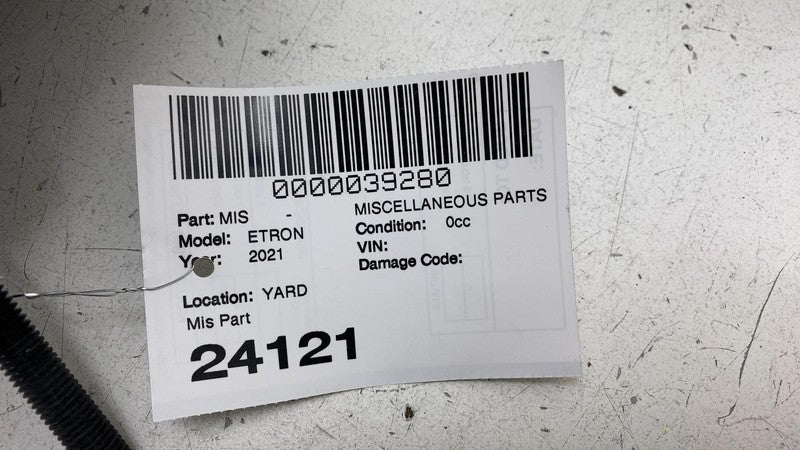 0000039280
Part: MIS - MISCELLANEOUS PARTS
Model: ETRON Condition: 0cc
Year: 2021 VIN:
Damage Code:
Location: YARD
Mis Part
24121